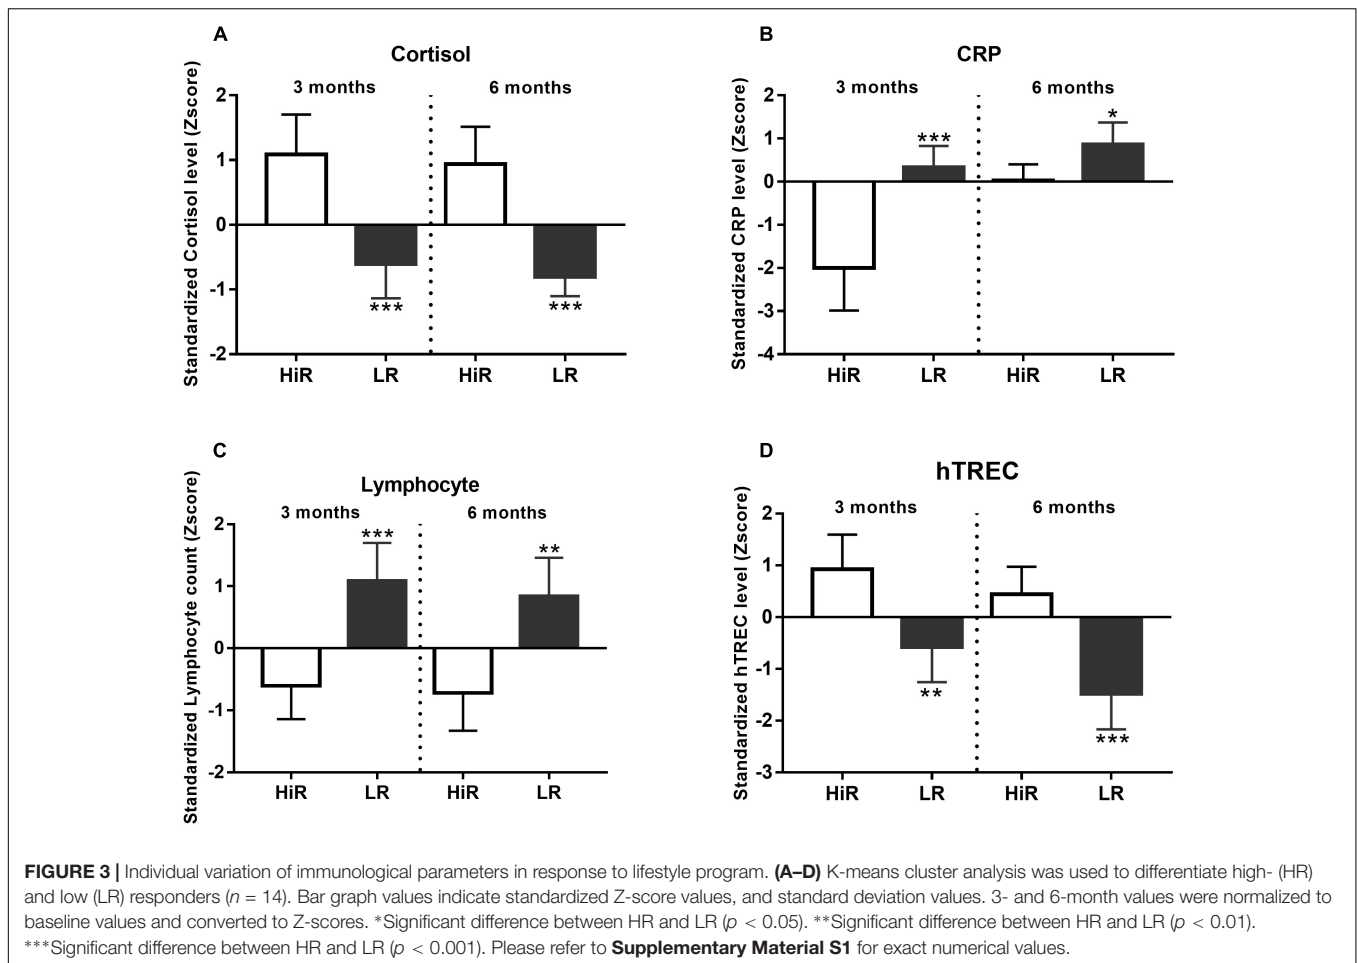 A
Cortisol
3 months
6 months
Standardized Cortisol level (Zscore)
2
1
0
-1
-2
***
***
HiR
LR
HiR
LR
B
CRP
3 months
6 months
Standardized CRP level (Zscore)
2
1
0
-1
-2
-3
-4
***
*
HiR
LR
HiR
LR
C
Lymphocyte
3 months
6 months
Standardized Lymphocyte count (Zscore)
2
1
0
-1
-2
***
**
HiR
LR
HiR
LR
D
hTREC
3 months
6 months
Standardized hTREC level (Zscore)
2
1
0
-1
-2
-3
**
***
HiR
LR
HiR
LR
FIGURE 3 | Individual variation of immunological parameters in response to lifestyle program. (A–D) K-means cluster analysis was used to differentiate high- (HR)
and low (LR) responders (n = 14). Bar graph values indicate standardized Z-score values, and standard deviation values. 3- and 6-month values were normalized to
baseline values and converted to Z-scores. *Significant difference between HR and LR (p < 0.05). **Significant difference between HR and LR (p < 0.01).
***Significant difference between HR and LR (p < 0.001). Please refer to Supplementary Material S1 for exact numerical values.